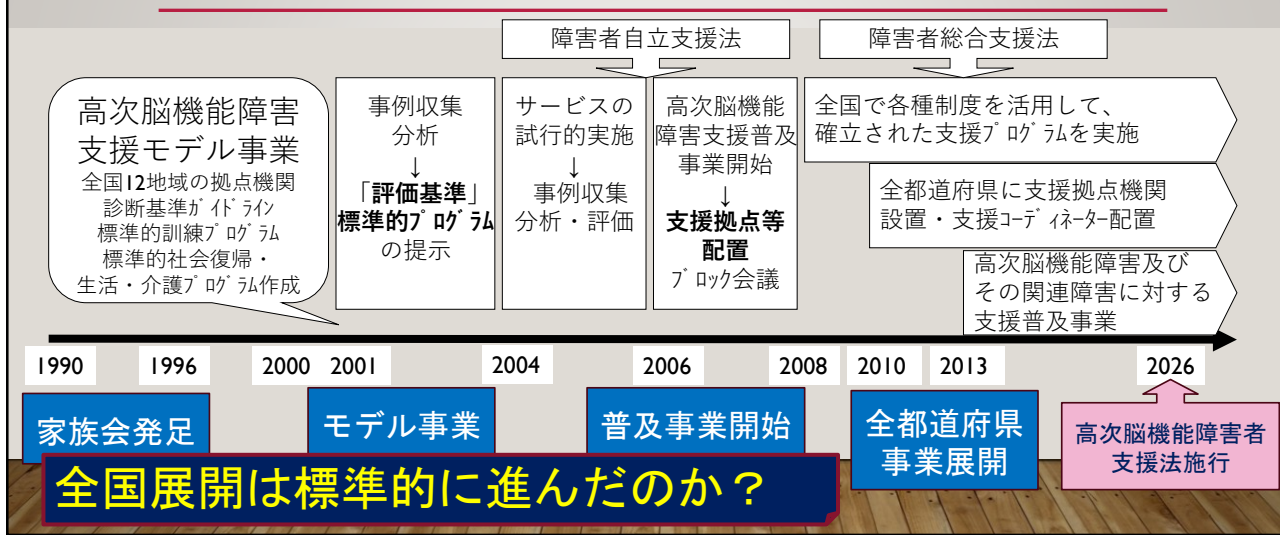 障害者自立支援法
障害者総合支援法
高次脳機能障害
支援モデル事業
全国12地域の拠点機関
診断基準ｶﾞｲﾄﾞﾗｲﾝ
標準的訓練ﾌﾟﾛｸﾞﾗﾑ
標準的社会復帰・
生活・介護ﾌﾟﾛｸﾞﾗﾑ作成
事例収集
分析
↓
「評価基準」
標準的ﾌﾟﾛｸﾞﾗﾑ
の提示
サービスの
試行的実施
↓
事例収集
分析・評価
高次脳機能
障害支援普及
事業開始
↓
支援拠点等
配置
ﾌﾞﾛｯｸ会議
全国で各種制度を活用して、
確立された支援ﾌﾟﾛｸﾞﾗﾑを実施
全都道府県に支援拠点機関
設置・支援ｺｰﾃﾞｨﾈｰﾀｰ配置
高次脳機能障害及び
その関連障害に対する
支援普及事業
1990 1996 2000 2001 2004 2006 2008 2010 2013 2026
家族会発足
モデル事業
普及事業開始
全都道府県
事業展開
高次脳機能障害者
支援法施行
全国展開は標準的に進んだのか？